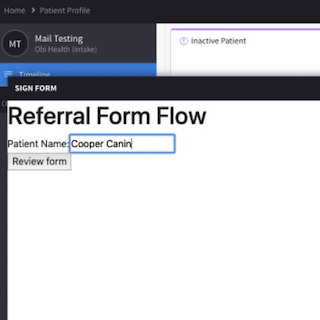 Home > Patient Profile
MT
Mail Testing
Obi Health (Intake)
Inactive Patient
Timeline
SIGN FORM
Referral Form Flow
Patient Name: Cooper Canin
Review form